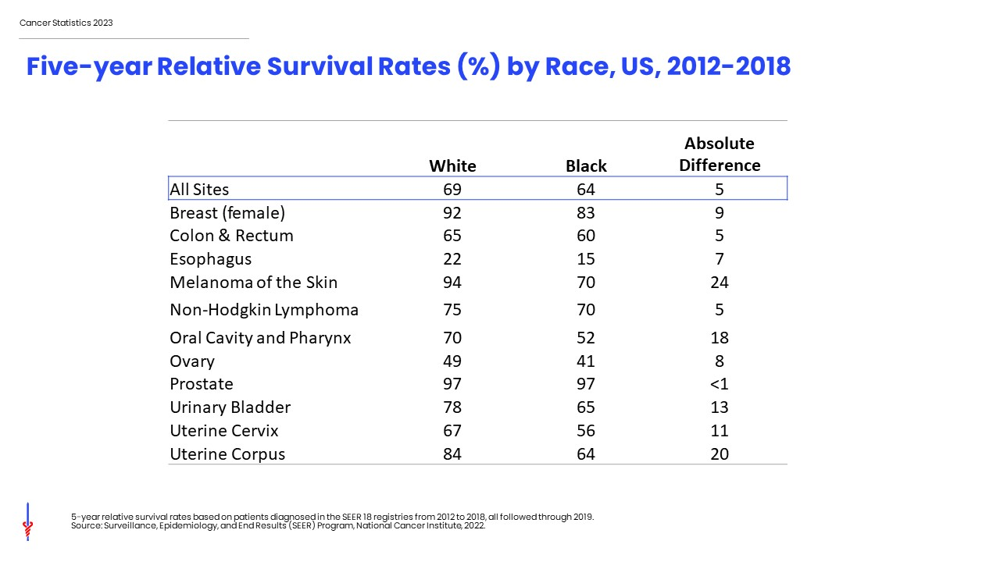 Cancer Statistics 2023
Five-year Relative Survival Rates (%) by Race, US, 2012-2018
White Black Absolute Difference
All Sites 69 64 5
Breast (female) 92 83 9
Colon & Rectum 65 60 5
Esophagus 22 15 7
Melanoma of the Skin 94 70 24
Non-Hodgkin Lymphoma 75 70 5
Oral Cavity and Pharynx 70 52 18
Ovary 49 41 8
Prostate 97 97 <1
Urinary Bladder 78 65 13
Uterine Cervix 67 56 11
Uterine Corpus 84 64 20
5-year relative survival rates based on patients diagnosed in the SEER 18 registries from 2012 to 2018, all followed through 2019.
Source: Surveillance, Epidemiology, and End Results (SEER) Program, National Cancer Institute, 2022.